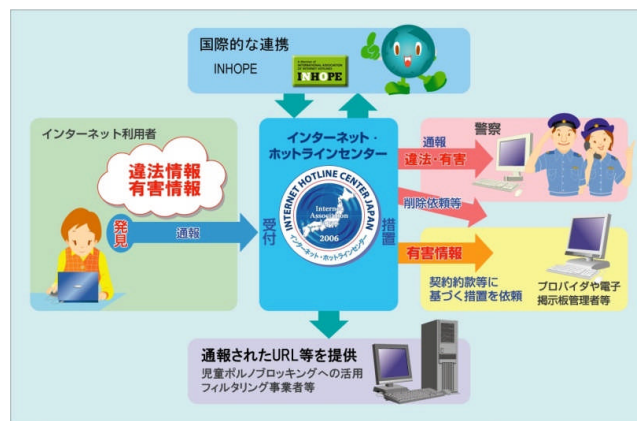 国際的な連携
INHOPE
A Member of
INTERNATIONAL ASSOCIATION
OF INTERNET HOTLINES
INHOPE
インターネット利用者
違法情報
有害情報
発見
通報
インターネット・
ホットラインセンター
受付
措置
INTERNET HOTLINE CENTER JAPAN
Internet
Association
2006
インターネット・ホットラインセンター
警察
通報
違法・有害
削除依頼等
有害情報
契約約款等に
基づく措置を依頼
プロバイダや電子
掲示板管理者等
通報されたURL等を提供
児童ポルノブロッキングへの活用
フィルタリング事業者等